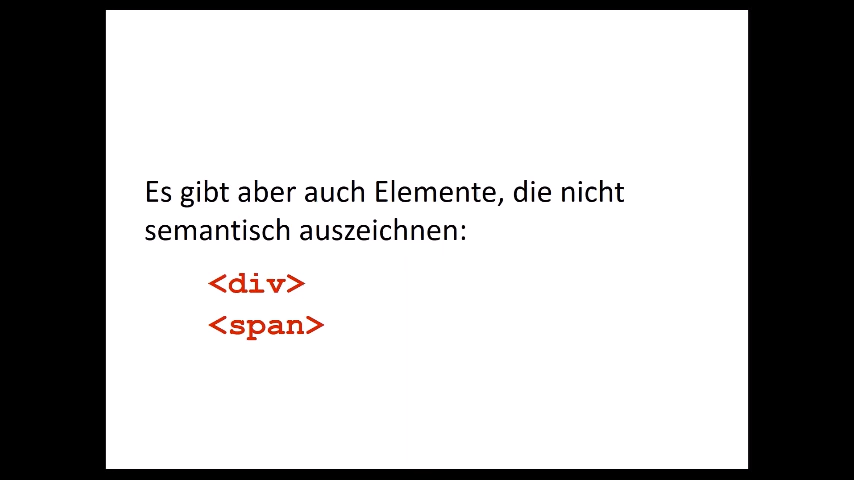 Es gibt aber auch Elemente, die nicht
semantisch auszeichnen:
<div>
<span>